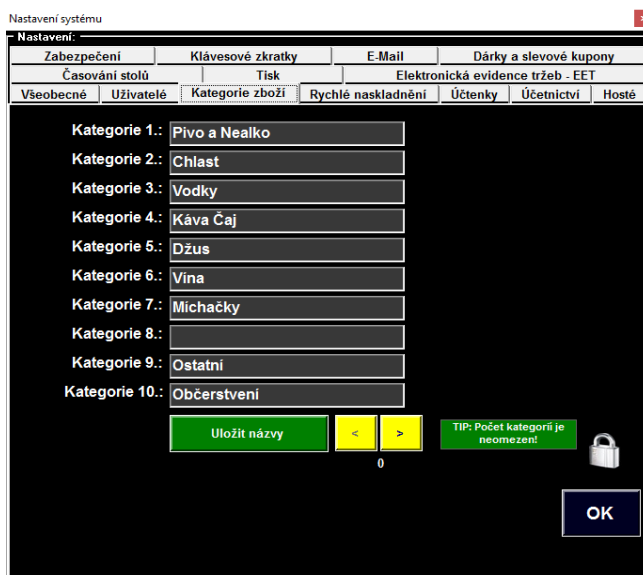 Nastavení systému
Nastavení:
Zabezpečení Klávesové zkratky E-Mail Dárky a slevové kupony
Časování stolů Tisk Elektronická evidence tržeb - EET
Všeobecné Uživatelé Kategorie zboží Rychlé naskladnění Účtenky Účetnictví Hosté
Kategorie 1.: Pivo a Nealko
Kategorie 2.: Chlast
Kategorie 3.: Vodky
Kategorie 4.: Káva Čaj
Kategorie 5.: Džus
Kategorie 6.: Vína
Kategorie 7.: Míchačky
Kategorie 8.:
Kategorie 9.: Ostatní
Kategorie 10.: Občerstvení
Uložit názvy < > TIP: Počet kategorií je
neomezen!
0
OK